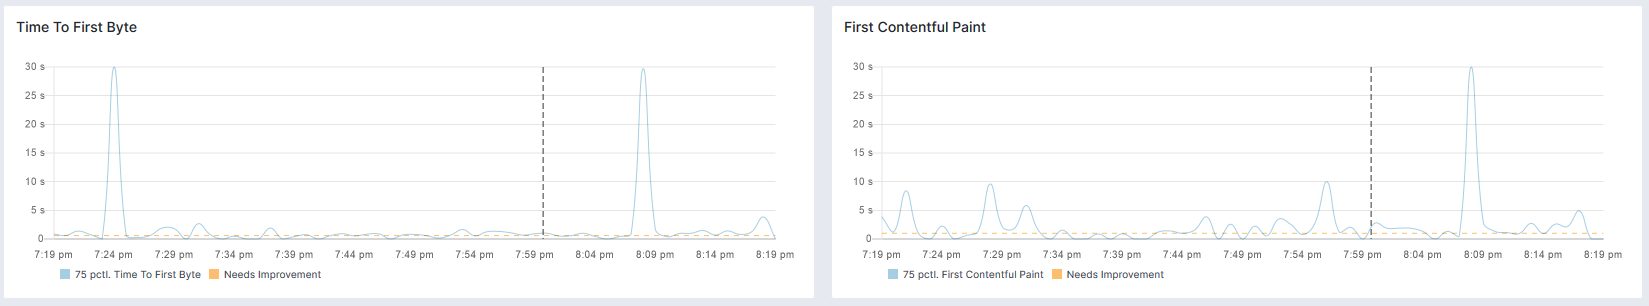 Time To First Byte
30 s
25 s
20 s
15 s
10 s
5 s
0
7:19 pm 7:24 pm 7:29 pm 7:34 pm 7:39 pm 7:44 pm 7:49 pm 7:54 pm 7:59 pm 8:04 pm 8:09 pm 8:14 pm 8:19 pm
75 pctl. Time To First Byte Needs Improvement
First Contentful Paint
30 s
25 s
20 s
15 s
10 s
5 s
0
7:19 pm 7:24 pm 7:29 pm 7:34 pm 7:39 pm 7:44 pm 7:49 pm 7:54 pm 7:59 pm 8:04 pm 8:09 pm 8:14 pm 8:19 pm
75 pctl. First Contentful Paint Needs Improvement